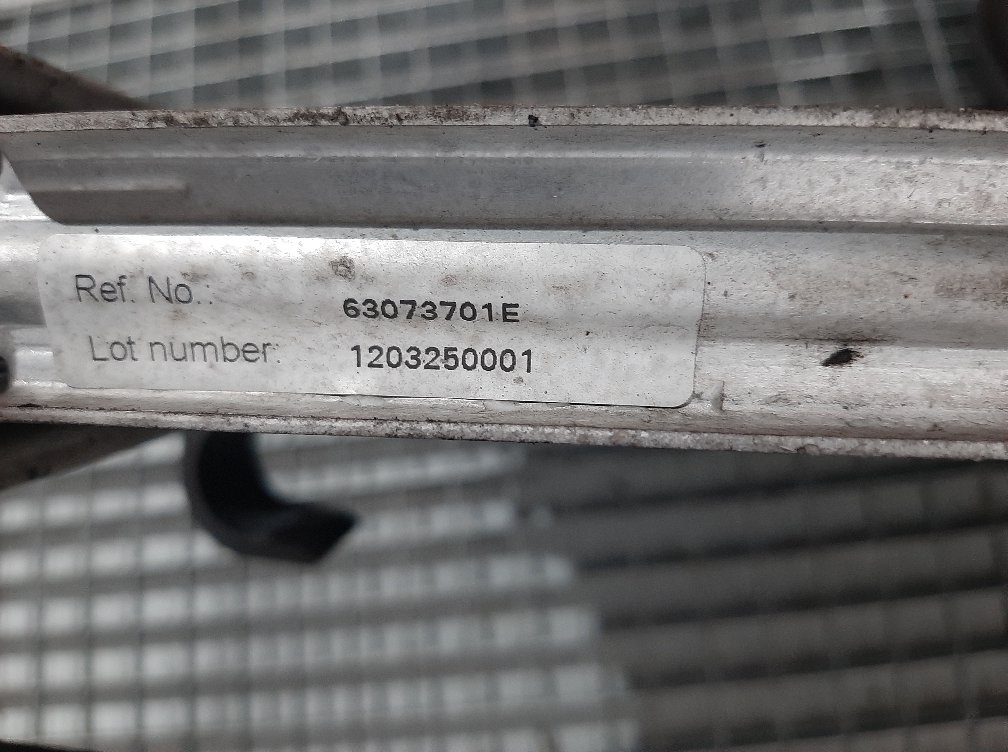 Ref. No.: 63073701E
Lot number: 1203250001